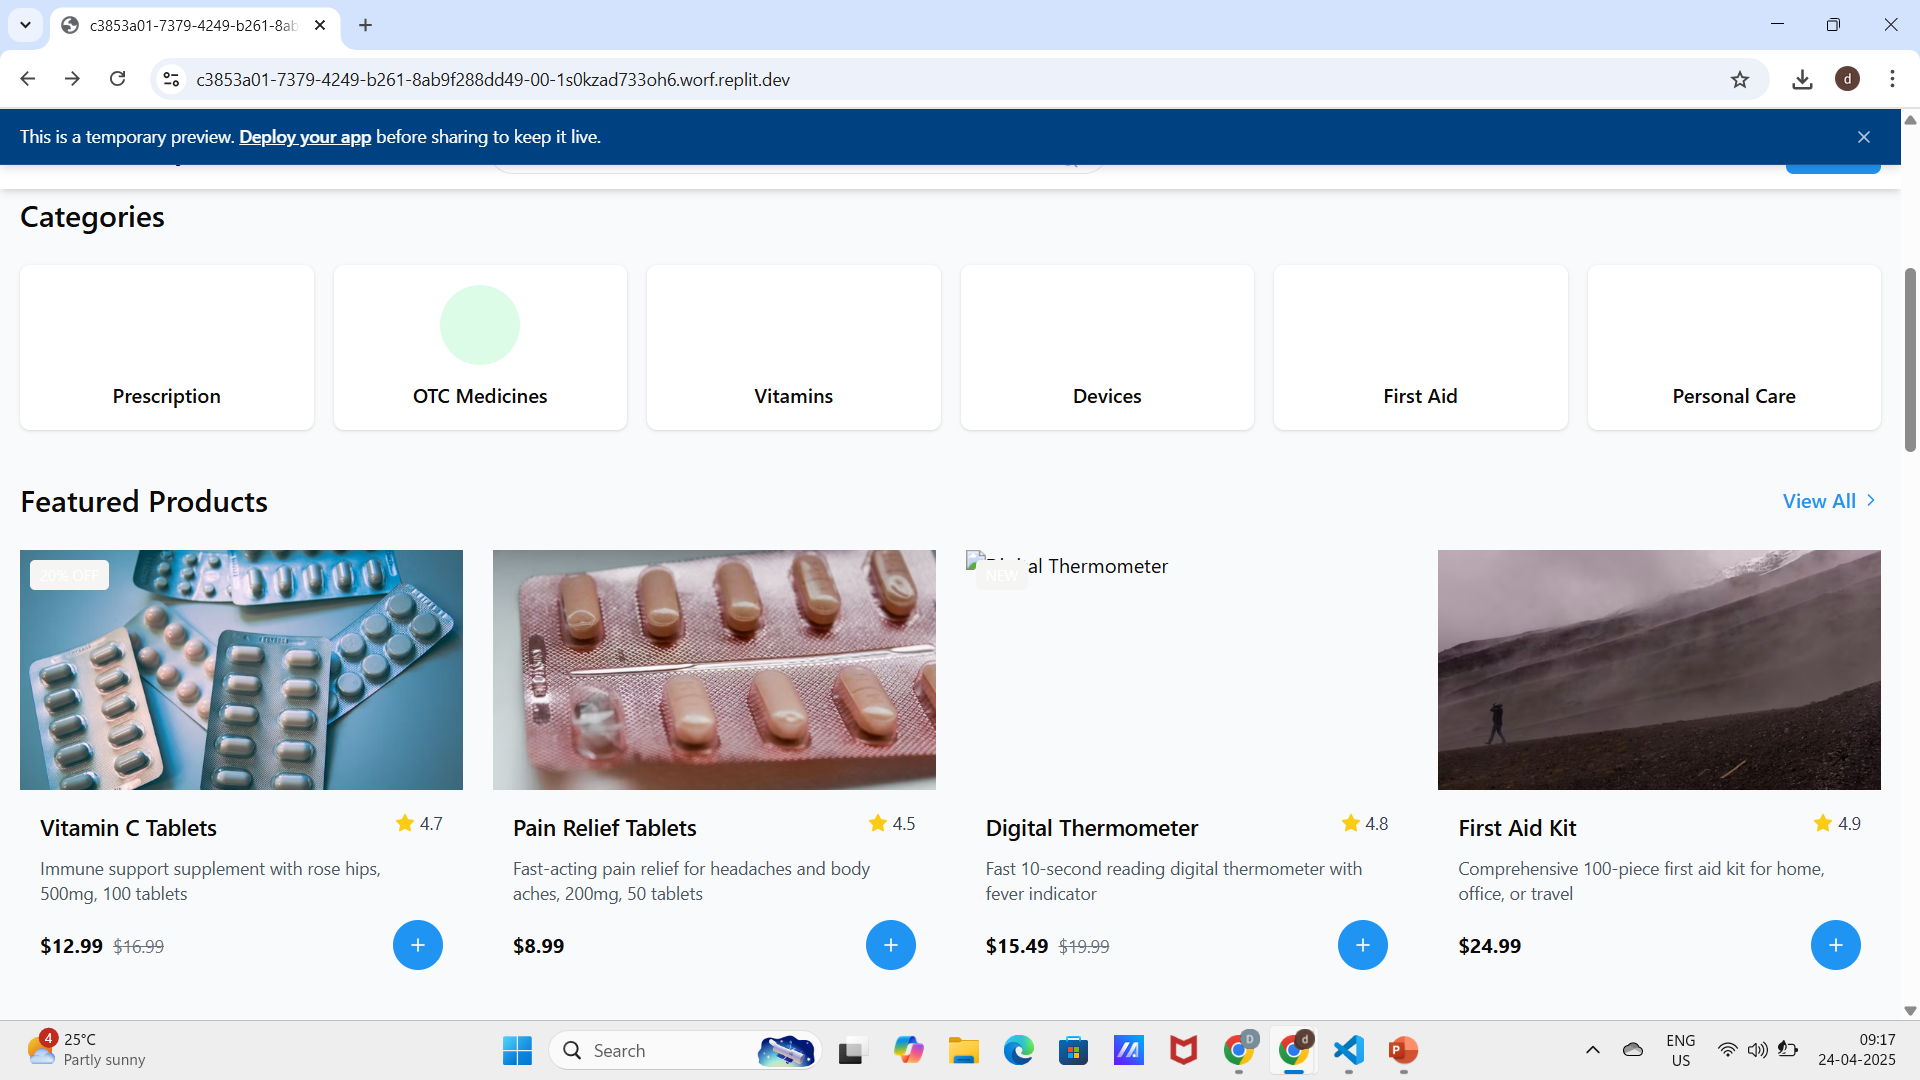 c3853a01-7379-4249-b261-8ab
c3853a01-7379-4249-b261-8ab9f288dd49-00-1s0kzad733oh6.worf.replit.dev
d
This is a temporary preview. Deploy your app before sharing to keep it live.
Categories
Prescription
OTC Medicines
Vitamins
Devices
First Aid
Personal Care
Featured Products
View All
20% OFF
NEW
al Thermometer
Vitamin C Tablets
4.7
Immune support supplement with rose hips,
500mg, 100 tablets
$12.99 $16.99
Pain Relief Tablets
4.5
Fast-acting pain relief for headaches and body
aches, 200mg, 50 tablets
$8.99
Digital Thermometer
4.8
Fast 10-second reading digital thermometer with
fever indicator
$15.49 $19.99
First Aid Kit
4.9
Comprehensive 100-piece first aid kit for home,
office, or travel
$24.99
4
25°C
Partly sunny
Search
D
d
ENG
US
09:17
24-04-2025